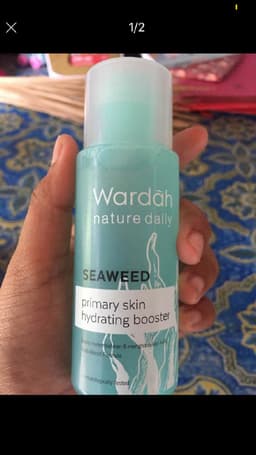 1/2
Wardah
nature daily
SEAWEED
primary skin
hydrating booster